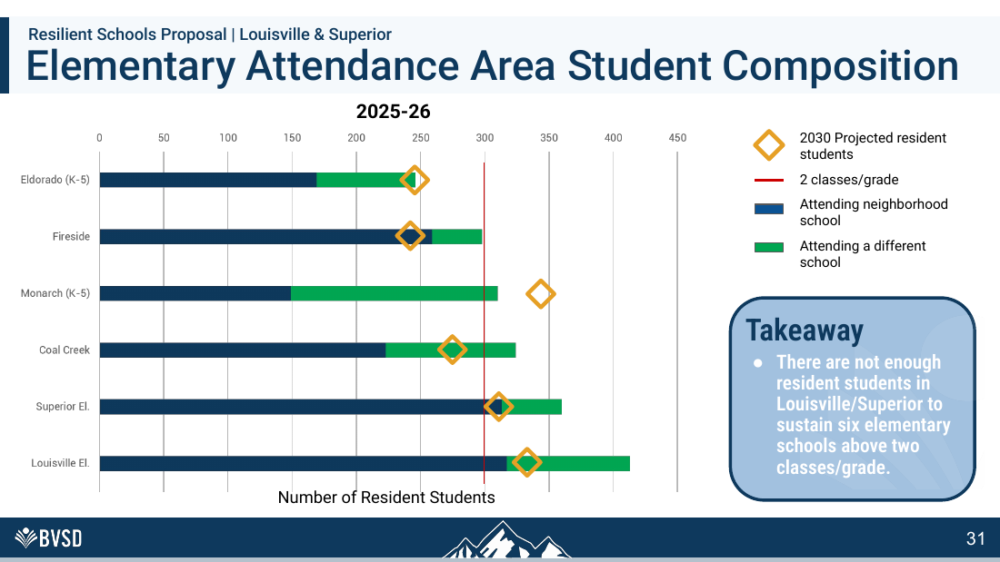 Resilient Schools Proposal | Louisville & Superior
Elementary Attendance Area Student Composition
2025-26
0 50 100 150 200 250 300 350 400 450
Eldorado (K-5)
Fireside
Monarch (K-5)
Coal Creek
Superior El.
Louisville El.
Number of Resident Students
2030 Projected resident
students
2 classes/grade
Attending neighborhood
school
Attending a different
school
Takeaway
● There are not enough
resident students in
Louisville/Superior to
sustain six elementary
schools above two
classes/grade.
BVSD
31